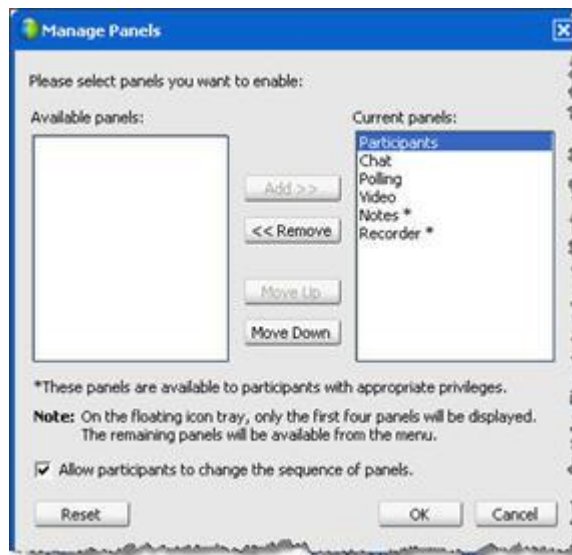 Manage Panels
Please select panels you want to enable:
Available panels:
Current panels:
Participants
Chat
Polling
Video
Notes *
Recorder *
Add >>
<< Remove
Move Up
Move Down
*These panels are available to participants with appropriate privileges.
Note: On the floating icon tray, only the first four panels will be displayed.
The remaining panels will be available from the menu.
Allow participants to change the sequence of panels.
Reset
OK
Cancel